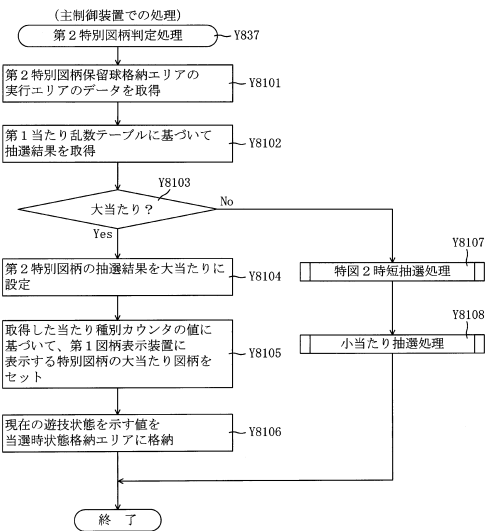 (主制御装置での処理)
第２特別図柄判定処理
Y837
第２特別図柄保留球格納エリアの
実行エリアのデータを取得
Y8101
第１当たり乱数テーブルに基づいて
抽選結果を取得
Y8102
Y8103
大当たり？
No
Yes
Y8107
第２特別図柄の抽選結果を大当たりに
設定
Y8104
特図２時短抽選処理
Y8108
取得した当たり種別カウンタの値に
基づいて、第１図柄表示装置に
表示する特別図柄の大当たり図柄を
セット
Y8105
小当たり抽選処理
現在の遊技状態を示す値を
当選時状態格納エリアに格納
Y8106
終 了